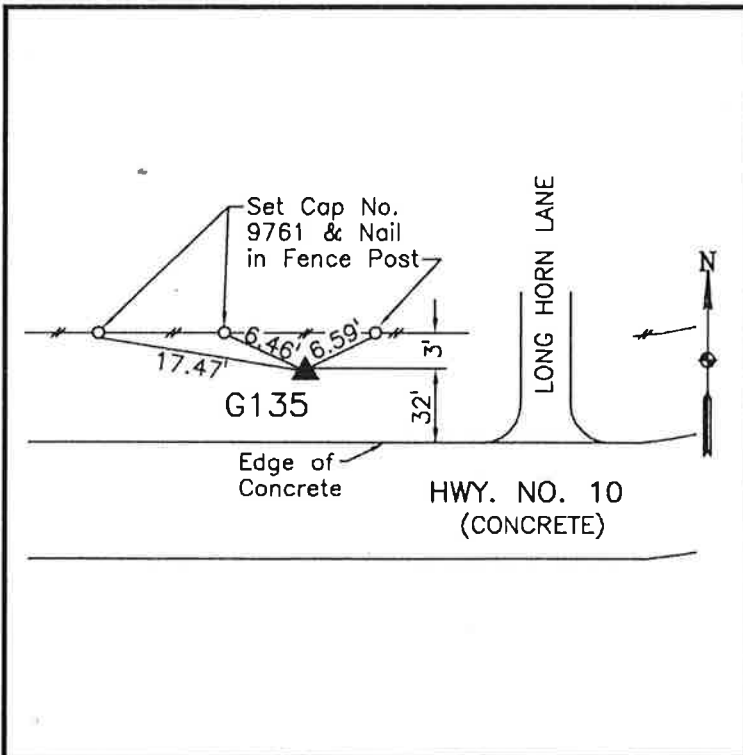 Set Cap No.
9761 & Nail
in Fence Post
LONG HORN LANE
N
6.46'
6.59'
3'
17.47'
G135
32'
Edge of
Concrete
HWY. NO. 10
(CONCRETE)